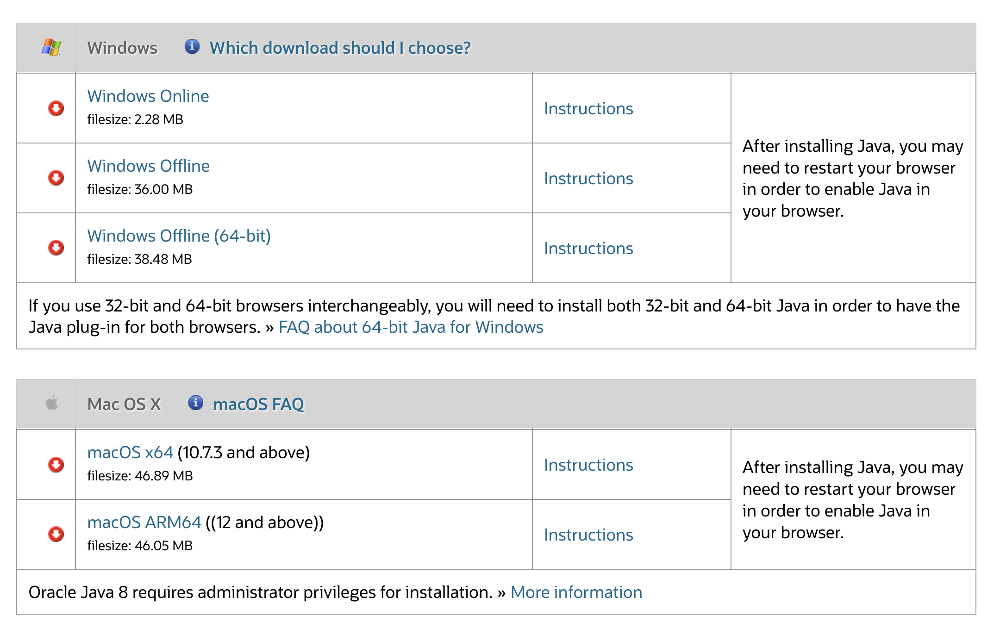 Windows Which download should I choose?
Windows Online
filesize: 2.28 MB
Instructions
Windows Offline
filesize: 36.00 MB
Instructions
Windows Offline (64-bit)
filesize: 38.48 MB
Instructions
After installing Java, you may
need to restart your browser
in order to enable Java in
your browser.
If you use 32-bit and 64-bit browsers interchangeably, you will need to install both 32-bit and 64-bit Java in order to have the
Java plug-in for both browsers. » FAQ about 64-bit Java for Windows
Mac OS X macOS FAQ
macOS x64 (10.7.3 and above)
filesize: 46.89 MB
Instructions
macOS ARM64 ((12 and above))
filesize: 46.05 MB
Instructions
After installing Java, you may
need to restart your browser
in order to enable Java in
your browser.
Oracle Java 8 requires administrator privileges for installation. » More information